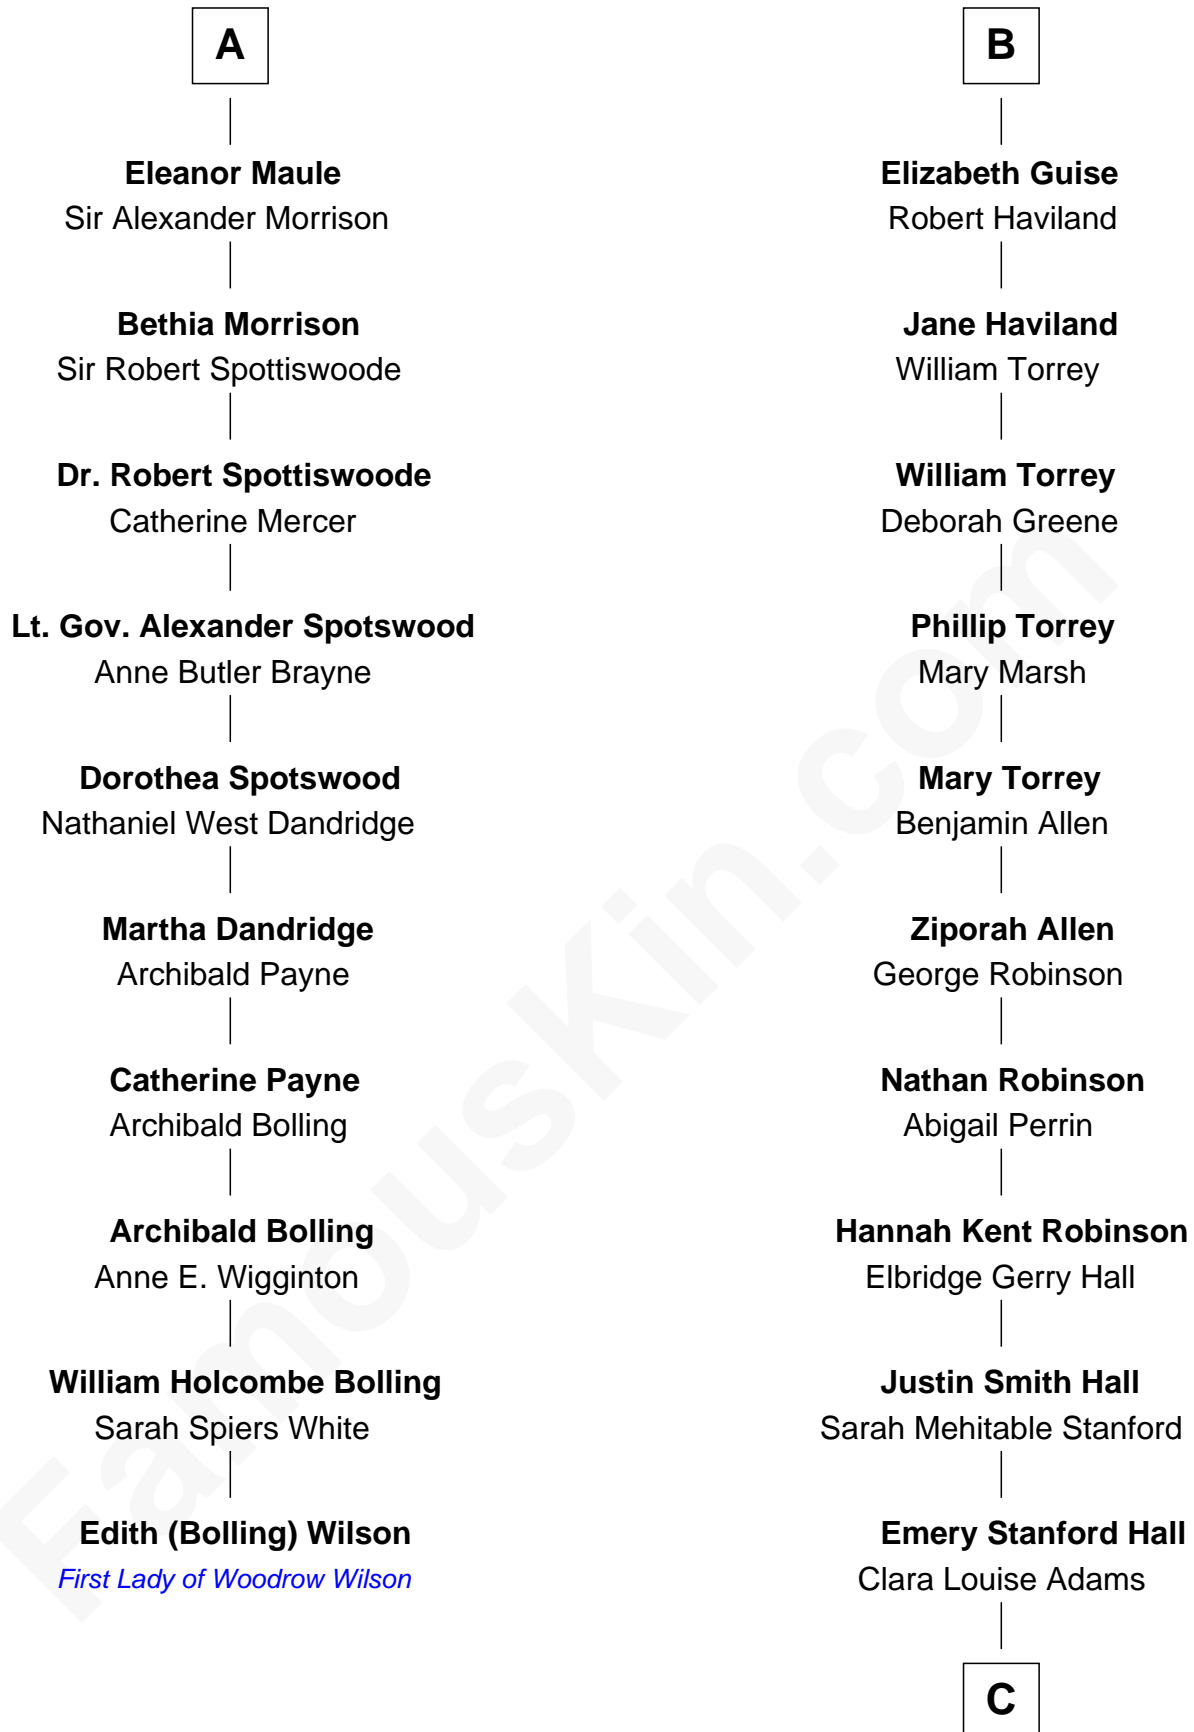 A
Eleanor Maule
Sir Alexander Morrison
Bethia Morrison
Sir Robert Spottiswoode
Dr. Robert Spottiswoode
Catherine Mercer
Lt. Gov. Alexander Spotswood
Anne Butler Brayne
Dorothea Spotswood
Nathaniel West Dandridge
Martha Dandridge
Archibald Payne
Catherine Payne
Archibald Bolling
Archibald Bolling
Anne E. Wigginton
William Holcombe Bolling
Sarah Spiers White
Edith (Bolling) Wilson
First Lady of Woodrow Wilson
B
Elizabeth Guise
Robert Haviland
Jane Haviland
William Torrey
William Torrey
Deborah Greene
Phillip Torrey
Mary Marsh
Mary Torrey
Benjamin Allen
Ziporah Allen
George Robinson
Nathan Robinson
Abigail Perrin
Hannah Kent Robinson
Elbridge Gerry Hall
Justin Smith Hall
Sarah Mehitable Stanford
Emery Stanford Hall
Clara Louise Adams
C
FamousKin.com